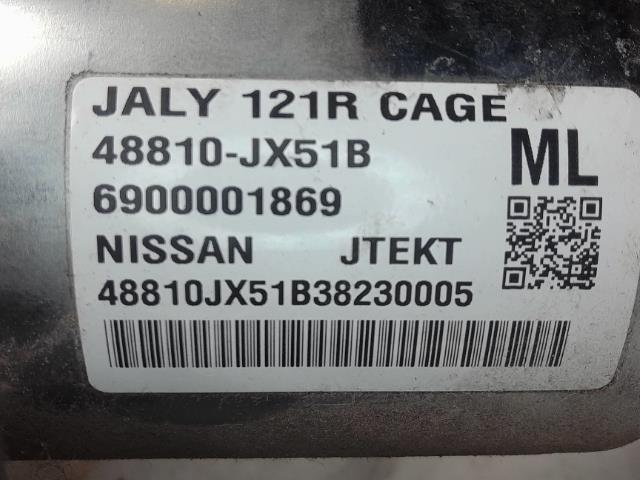 JALY 121R CAGE
48810-JX51B
ML
6900001869
NISSAN JTEKT
48810JX51B38230005